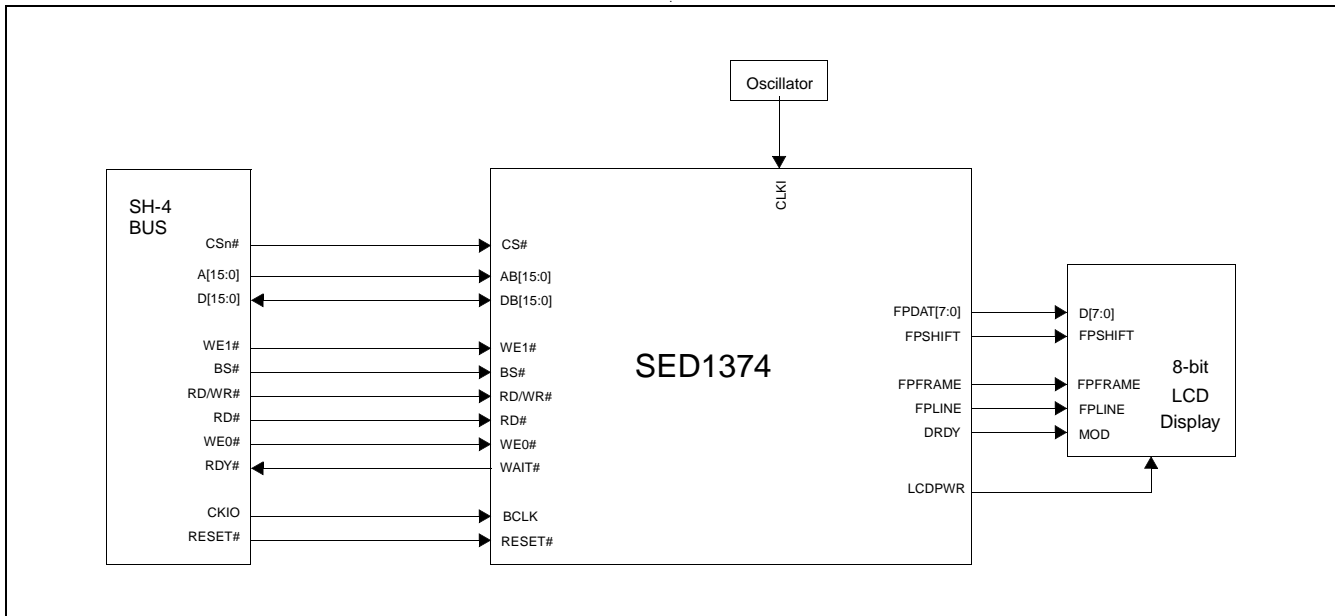 Oscillator
CLKI
SH-4
BUS
CSn#
A[15:0]
D[15:0]
WE1#
BS#
RD/WR#
RD#
WE0#
RDY#
CKIO
RESET#
CS#
AB[15:0]
DB[15:0]
WE1#
BS#
RD/WR#
RD#
WE0#
WAIT#
BCLK
RESET#
SED1374
FPDAT[7:0]
FPSHIFT
FPFRAME
FPLINE
DRDY
LCDPWR
D[7:0]
FPSHIFT
FPFRAME
FPLINE
MOD
8-bit
LCD
Display